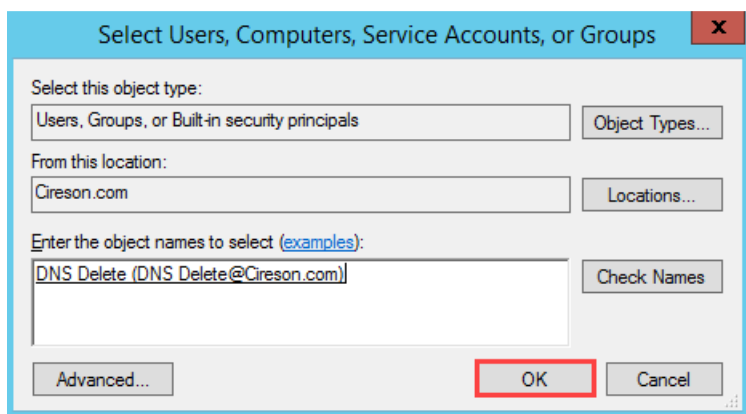 Select Users, Computers, Service Accounts, or Groups
x
Select this object type:
Users, Groups, or Built-in security principals
Object Types...
From this location:
Cireson.com
Locations...
Enter the object names to select (examples):
DNS Delete (DNS Delete@Cireson.com)
Check Names
Advanced...
OK
Cancel